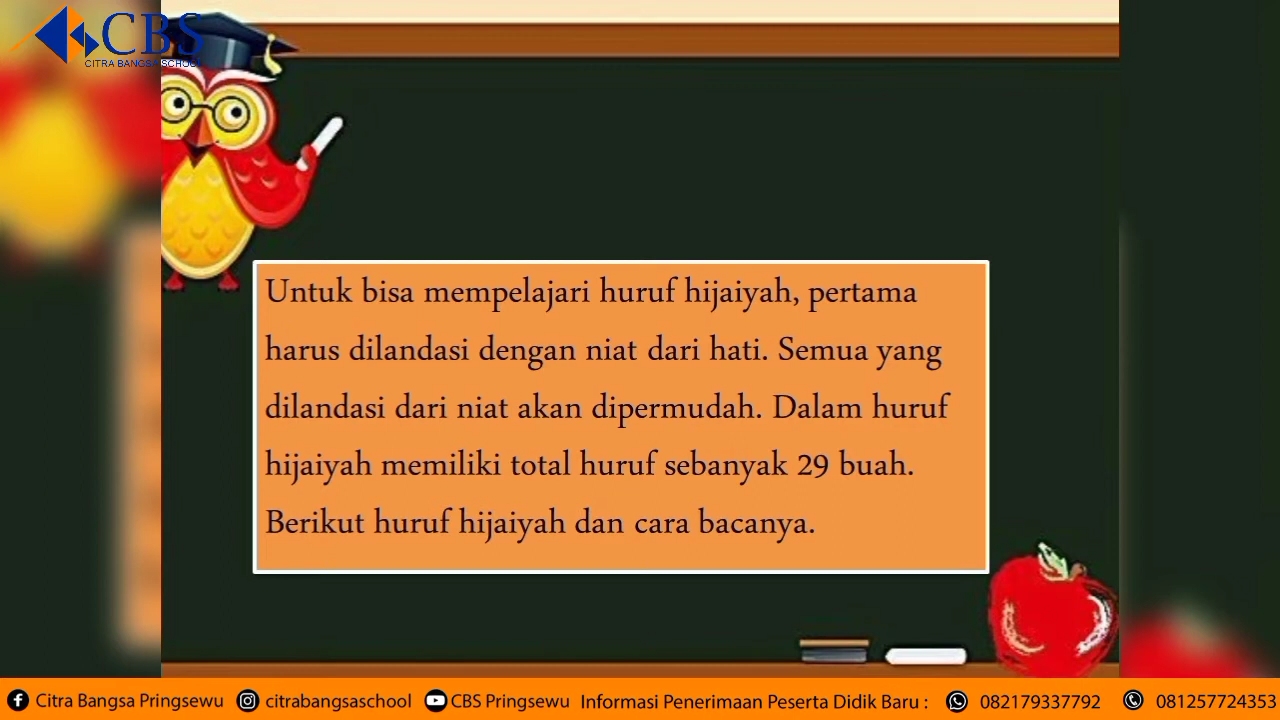 CBS
CITRA BANGSA SCHOOL
Untuk bisa mempelajari huruf hijaiyah, pertama
harus dilandasi dengan niat dari hati. Semua yang
dilandasi dari niat akan dipermudah. Dalam huruf
hijaiyah memiliki total huruf sebanyak 29 buah.
Berikut huruf hijaiyah dan cara bacanya.
Citra Bangsa Pringsewu citrabangsaschool CBS Pringsewu Informasi Penerimaan Peserta Didik Baru : 082179337792 081257724353